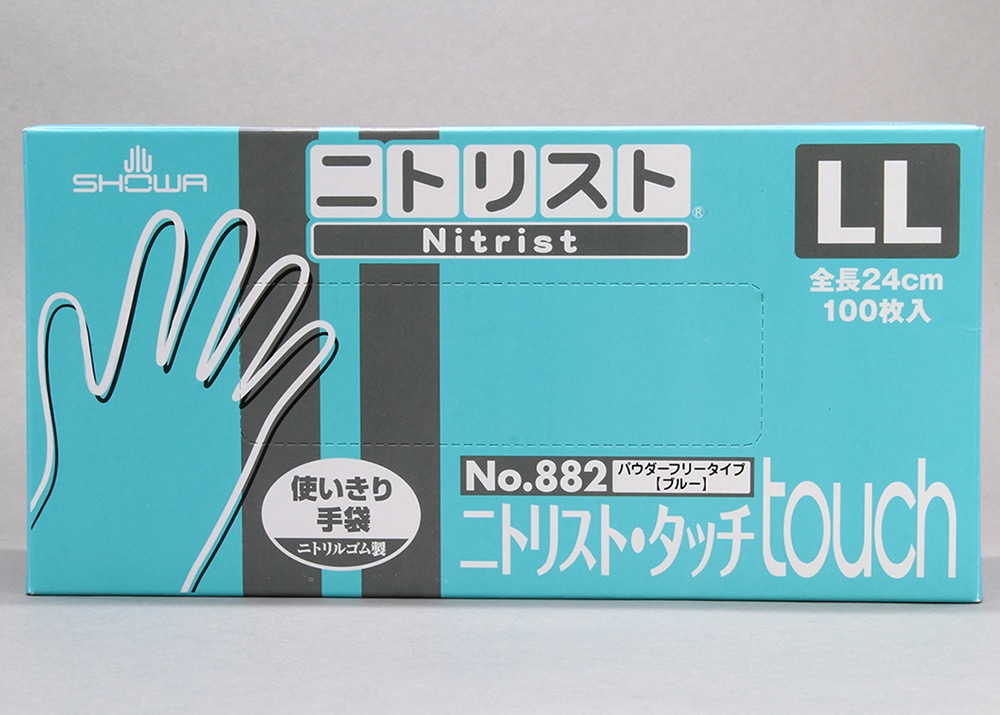 SHOWA
ニトリスト®
Nitrist
LL
全長24cm
100枚入
使いきり
手袋
ニトリルゴム製
No.882
パウダーフリータイプ
【ブルー】
ニトリスト・タッチ touch